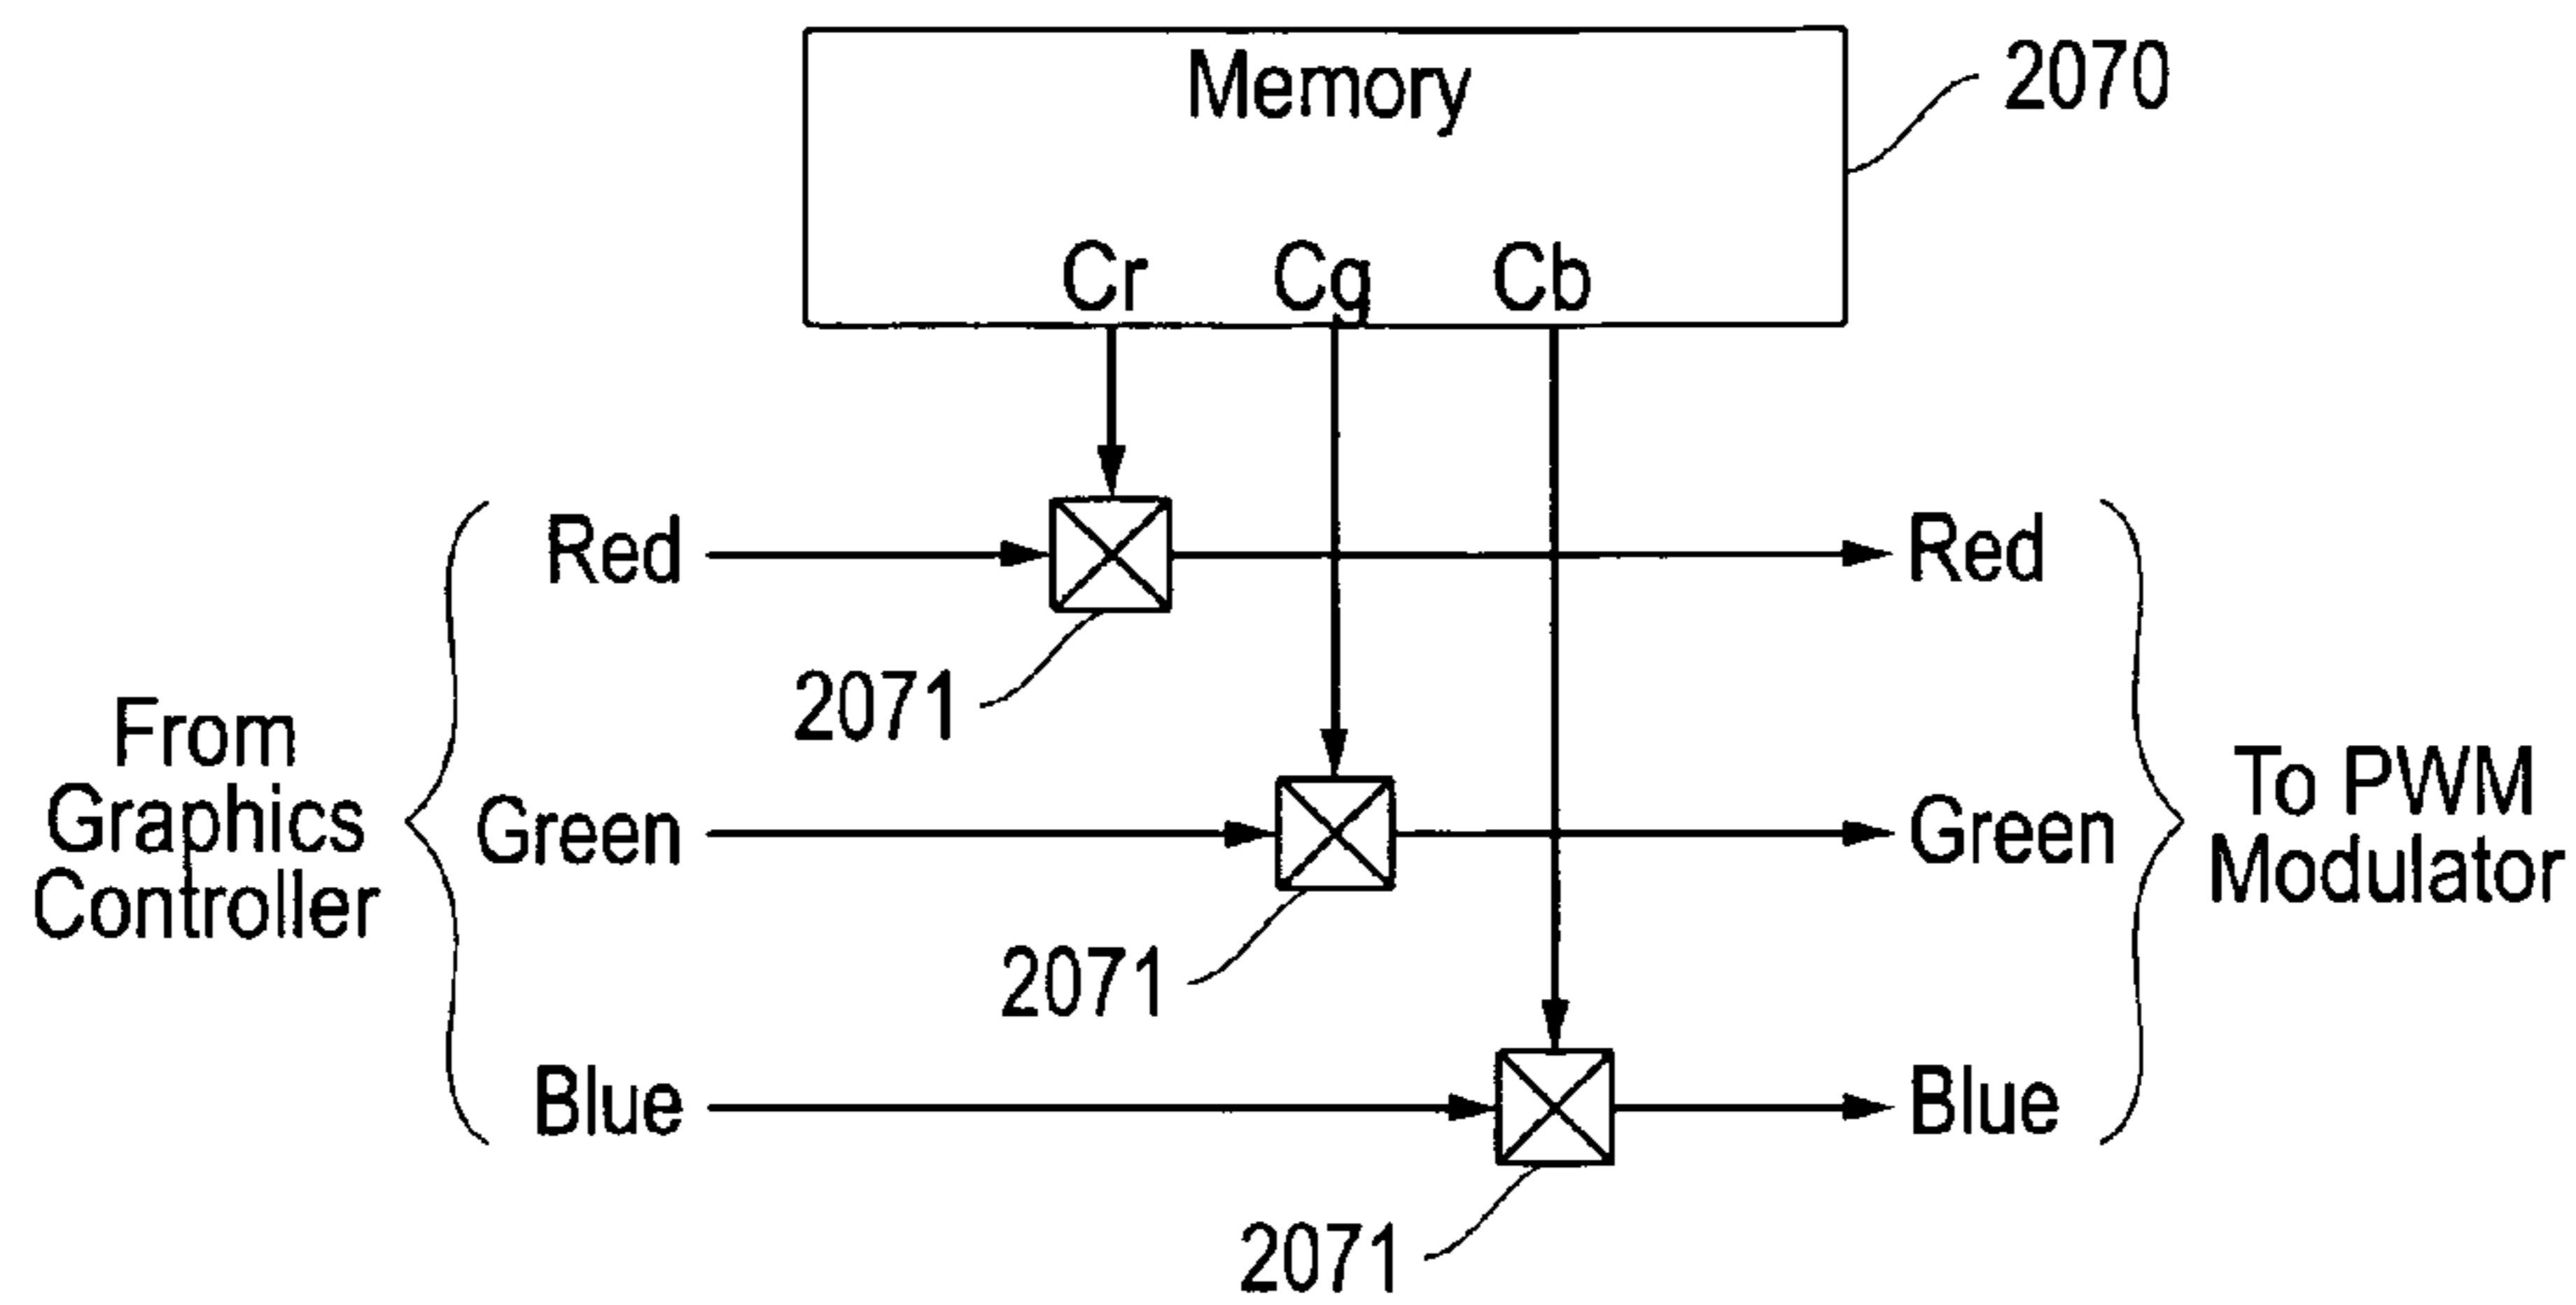 Memory
2070
Cr Cg Cb
Red
Red
2071
From
Graphics
Controller
Green
Green
To PWM
Modulator
2071
Blue
Blue
2071